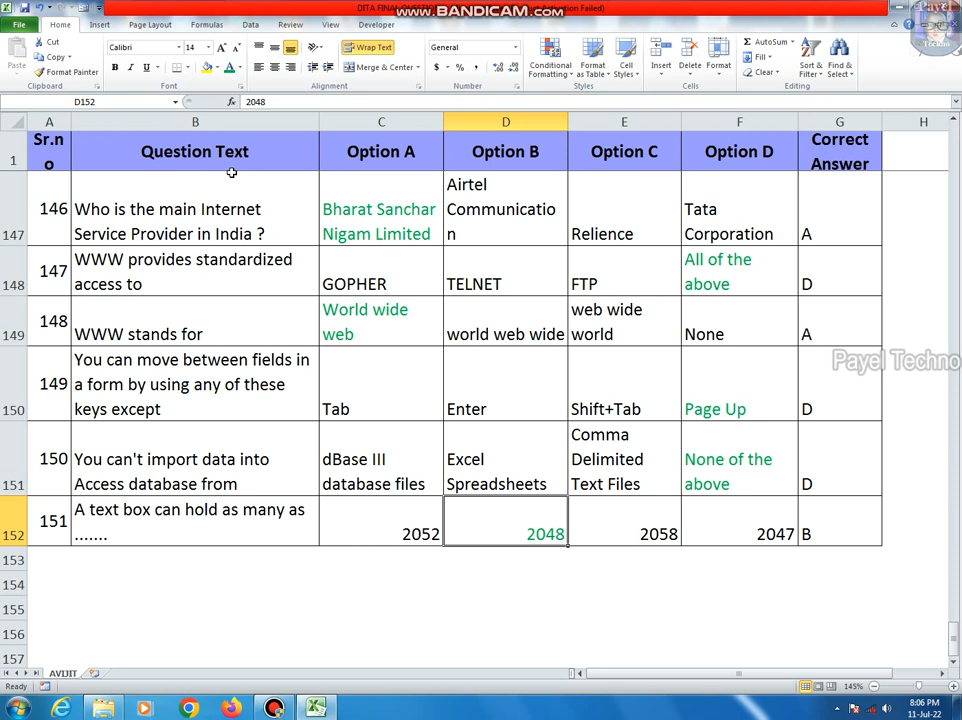 DITA FINAL QUESTI
www.BANDICAM.com
n Failed)
Payel
Techno
File
Home
Insert
Page Layout
Formulas
Data
Review
View
Developer
Paste
Cut
Copy
Format Painter
Clipboard
Calibri
14
A A
B I U
Font
Wrap Text
Merge & Center
Alignment
General
$ % ,
Number
Conditional Formatting
Format as Table
Cell Styles
Styles
Insert
Delete
Format
Cells
AutoSum
Fill
Clear
Sort & Filter
Find & Select
Editing
D152
fx
2048
A B C D E F G H
1
Sr.n
o
Question Text
Option A
Option B
Option C
Option D
Correct
Answer
147
146
Who is the main Internet
Service Provider in India ?
Bharat Sanchar
Nigam Limited
Airtel
Communicatio
n
Relience
Tata
Corporation
A
148
147
WWW provides standardized
access to
GOPHER
TELNET
FTP
All of the
above
D
149
148
WWW stands for
World wide
web
world web wide
web wide
world
None
A
Payel Techno
150
149
You can move between fields in
a form by using any of these
keys except
Tab
Enter
Shift+Tab
Page Up
D
151
150
You can't import data into
Access database from
dBase III
database files
Excel
Spreadsheets
Comma
Delimited
Text Files
None of the
above
D
152
151
A text box can hold as many as
.......
2052
2048
2058
2047
B
153
154
155
156
157
AVIJIT
Ready
145%
8:06 PM
11-Jul-22